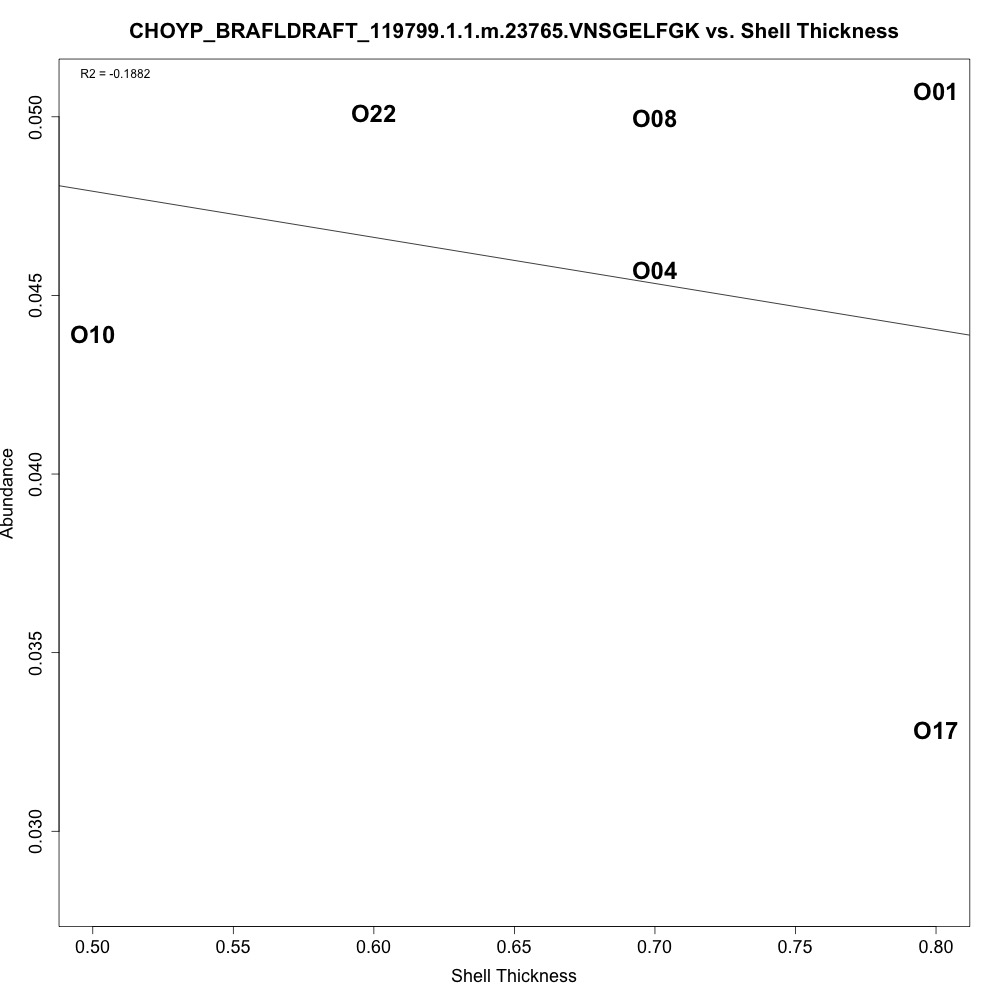 CHOYP_BRAFLDRAFT_119799.1.1.m.23765.VNSGELFGK vs. Shell Thickness
R2 = -0.1882
O01
O22
O08
O04
O10
O17
0.050
0.045
0.040
0.035
0.030
Abundance
0.50 0.55 0.60 0.65 0.70 0.75 0.80
Shell Thickness